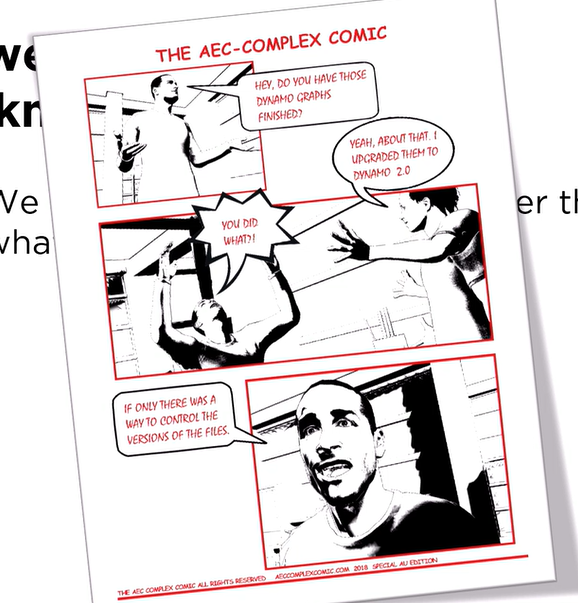 we
kn
We
er th
wha
THE AEC-COMPLEX COMIC
HEY, DO YOU HAVE THOSE
DYNAMO GRAPHS
FINISHED?
YEAH, ABOUT THAT. I
UPGRADED THEM TO
DYNAMO 2.0
YOU DID
WHAT?!
IF ONLY THERE WAS A
WAY TO CONTROL THE
VERSIONS OF THE FILES.
THE AEC COMPLEX COMIC ALL RIGHTS RESERVED AECCOMPLEXCOMIC.COM 2018 SPECIAL AU EDITION